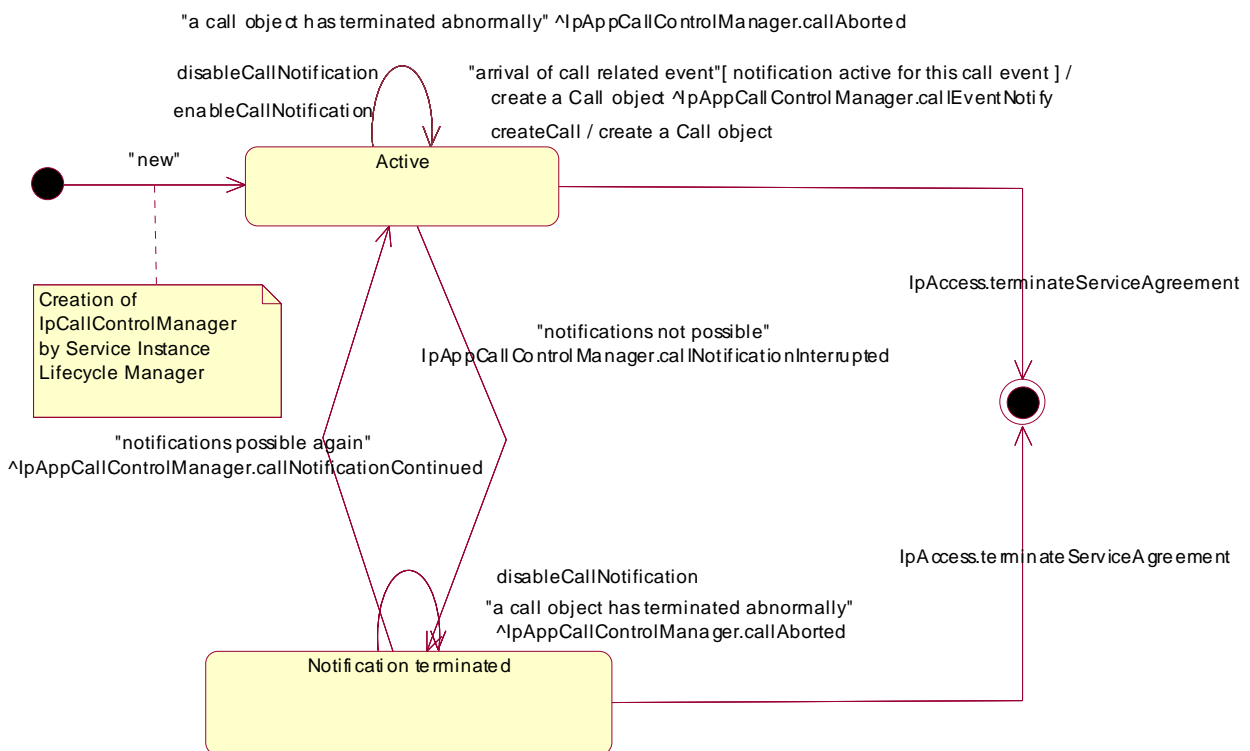 "a call object has terminated abnormally" ^IpAppCallControlManager.callAborted
disableCallNotification
enableCallNotification
"arrival of call related event"[ notification active for this call event ] /
create a Call object ^IpAppCallControlManager.callEventNotify
createCall / create a Call object
"new"
Active
Creation of
IpCallControlManager
by Service Instance
Lifecycle Manager
IpAccess.terminateServiceAgreement
"notifications not possible"
IpAppCallControlManager.callNotificationInterrupted
"notifications possible again"
^IpAppCallControlManager.callNotificationContinued
IpAccess.terminateServiceAgreement
disableCallNotification
"a call object has terminated abnormally"
^IpAppCallControlManager.callAborted
Notification terminated